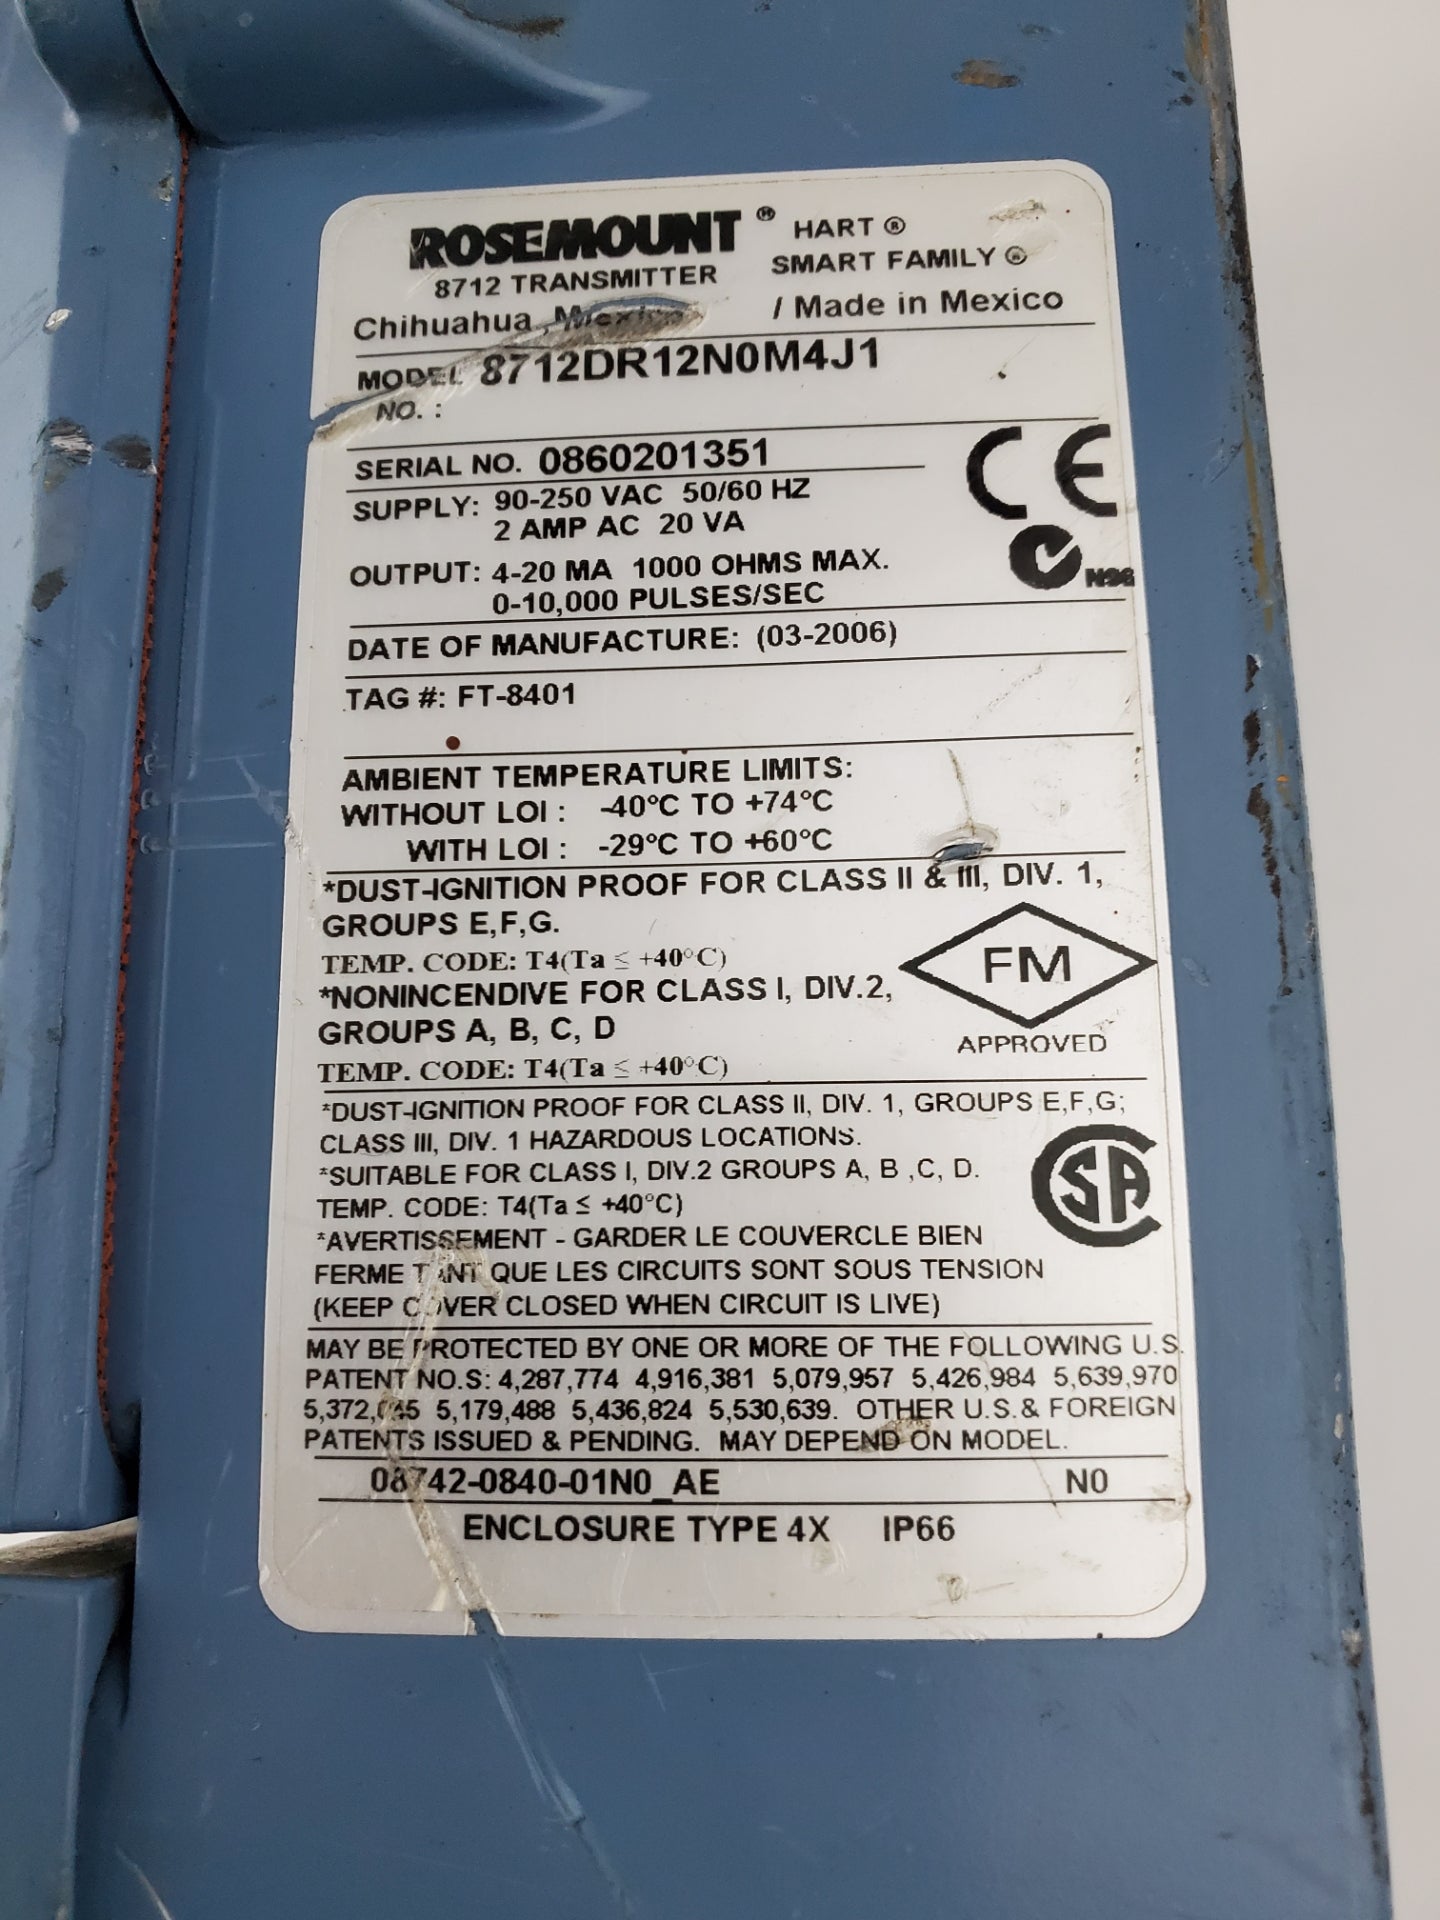 ROSEMOUNT ® HART ®
8712 TRANSMITTER SMART FAMILY ®
Chihuahua, Mexico / Made in Mexico
MODEL 8712DR12N0M4J1
NO. :
SERIAL NO. 0860201351
SUPPLY: 90-250 VAC 50/60 HZ
2 AMP AC 20 VA
CE
OUTPUT: 4-20 MA 1000 OHMS MAX.
N96
0-10,000 PULSES/SEC
DATE OF MANUFACTURE: (03-2006)
TAG #: FT-8401
AMBIENT TEMPERATURE LIMITS:
WITHOUT LOI : -40°C TO +74°C
WITH LOI : -29°C TO +60°C
*DUST-IGNITION PROOF FOR CLASS II & III, DIV. 1,
GROUPS E,F,G.
TEMP. CODE: T4(Ta ≤ +40°C)
FM
*NONINCENDIVE FOR CLASS I, DIV.2,
GROUPS A, B, C, D
APPROVED
TEMP. CODE: T4(Ta ≤ +40°C)
*DUST-IGNITION PROOF FOR CLASS II, DIV. 1, GROUPS E,F,G;
CLASS III, DIV. 1 HAZARDOUS LOCATIONS.
*SUITABLE FOR CLASS I, DIV.2 GROUPS A, B ,C, D.
SA
TEMP. CODE: T4(Ta ≤ +40°C)
*AVERTISSEMENT - GARDER LE COUVERCLE BIEN
FERME TANT QUE LES CIRCUITS SONT SOUS TENSION
(KEEP COVER CLOSED WHEN CIRCUIT IS LIVE)
MAY BE PROTECTED BY ONE OR MORE OF THE FOLLOWING U.S.
PATENT NO.S: 4,287,774 4,916,381 5,079,957 5,426,984 5,639,970
5,179,488 5,436,824 5,530,639. OTHER U.S.& FOREIGN
PATENTS ISSUED & PENDING. MAY DEPEND ON MODEL.
08742-0840-01N0_AE N0
ENCLOSURE TYPE 4X IP66